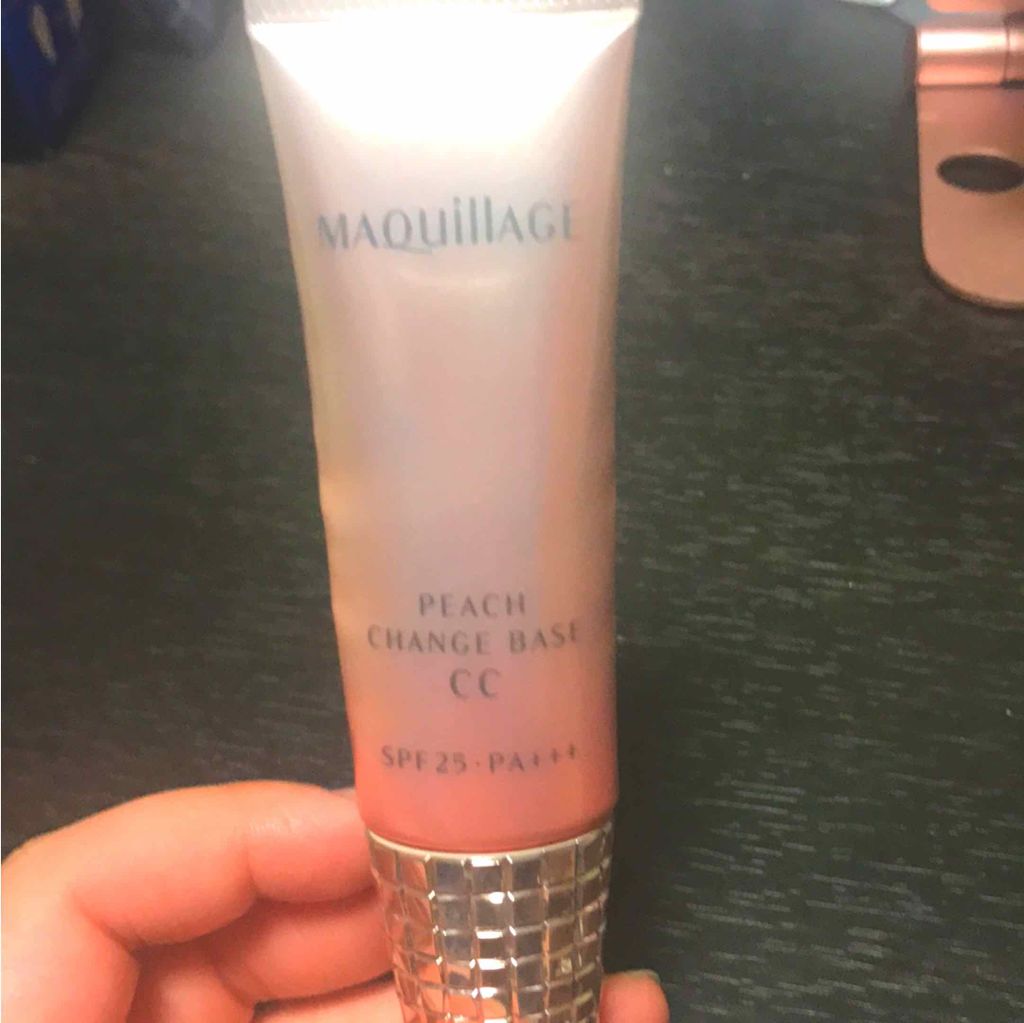 MAQuillAGE
PEACH
CHANGE BASE
CC
SPF25・PA+++